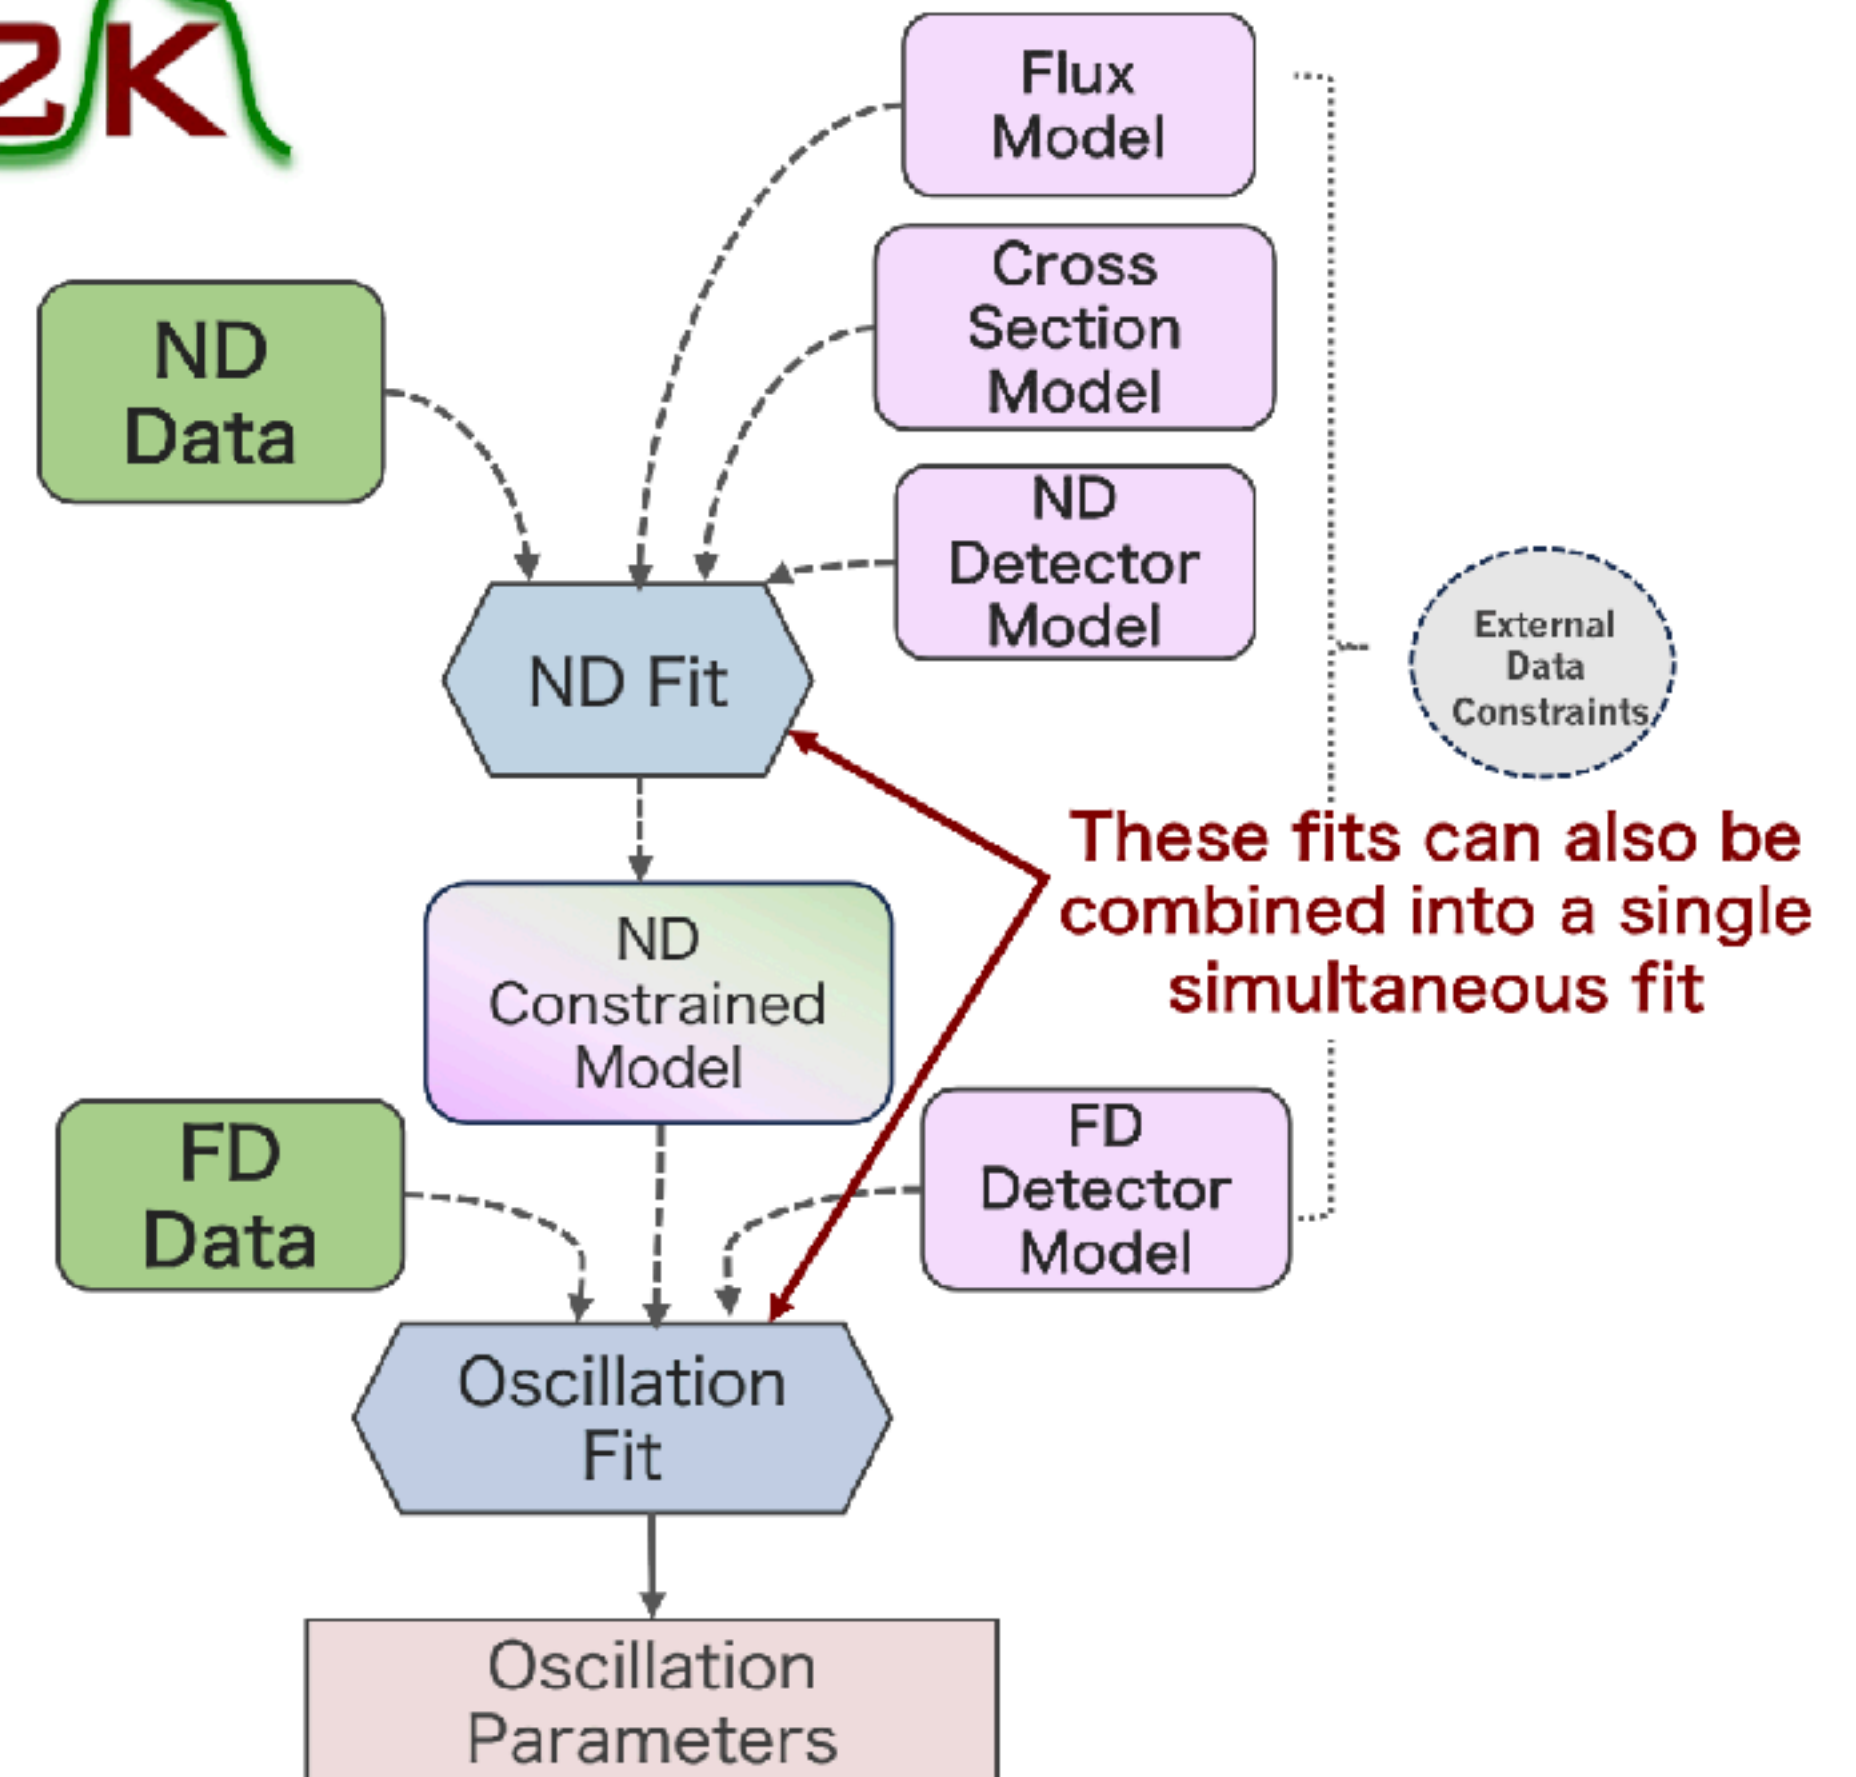 2K
Flux
Model
Cross
Section
Model
ND
Data
ND
Detector
Model
External
Data
Constraints
ND Fit
These fits can also be
combined into a single
simultaneous fit
ND
Constrained
Model
FD
Data
FD
Detector
Model
Oscillation
Fit
Oscillation
Parameters